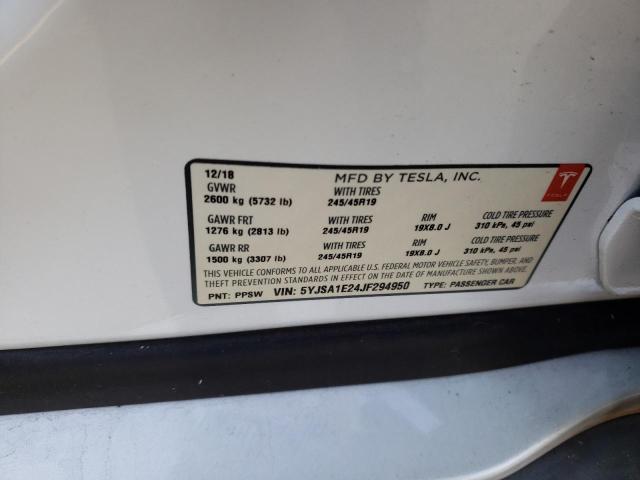 12/18 MFD BY TESLA, INC.
GVWR WITH TIRES
2600 kg (5732 lb) 245/45R19
TESLA
GAWR FRT WITH TIRES RIM COLD TIRE PRESSURE
1276 kg (2813 lb) 245/45R19 19X8.0 J 310 kPa, 45 psi
GAWR RR WITH TIRES RIM COLD TIRE PRESSURE
1500 kg (3307 lb) 245/45R19 19X8.0 J 310 kPa, 45 psi
THIS VEHICLE CONFORMS TO ALL APPLICABLE U.S. FEDERAL MOTOR VEHICLE SAFETY, BUMPER, AND
THEFT PREVENTION STANDARDS IN EFFECT ON THE DATE OF MANUFACTURE SHOWN ABOVE.
PNT: PPSW VIN: 5YJSA1E24JF294950 TYPE: PASSENGER CAR